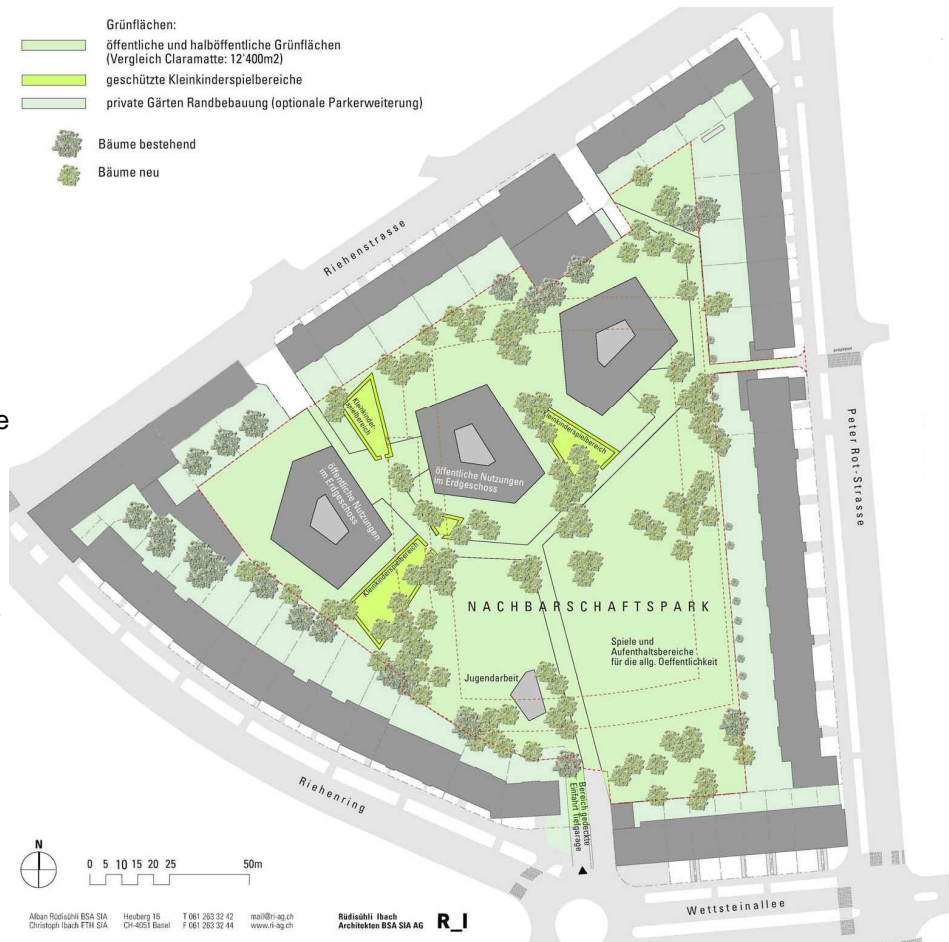 Grünflächen:
öffentliche und halböffentliche Grünflächen
(Vergleich Claramatte: 12'400m2)
geschützte Kleinkinderspielbereiche
private Gärten Randbebauung (optionale Parkerweiterung)
Bäume bestehend
Bäume neu
Riehenstrasse
e
Kleinkinder-
spielbereich
Kleinkinderspielbereich
öffentliche Nutzungen
im Erdgeschoss
öffentliche Nutzungen
im Erdgeschoss
Kleinkinderspielbereich
Peter Rot-Strasse
NACHBARSCHAFTSPARK
Spiele und
Aufenthaltsbereiche
für die allg. Oeffentlichkeit
Jugendarbeit
Riehenring
Bereich gedeckte
Einfahrt Tiefgarage
Wettsteinallee
N
0 5 10 15 20 25 50m
Alban Rüdisühli BSA SIA Heuberg 16 T 061 263 32 42 mail@ri-ag.ch Rüdisühli Ibach
Christoph Ibach ETH SIA CH-4051 Basel F 061 263 32 44 www.ri-ag.ch Architekten BSA SIA AG R_I